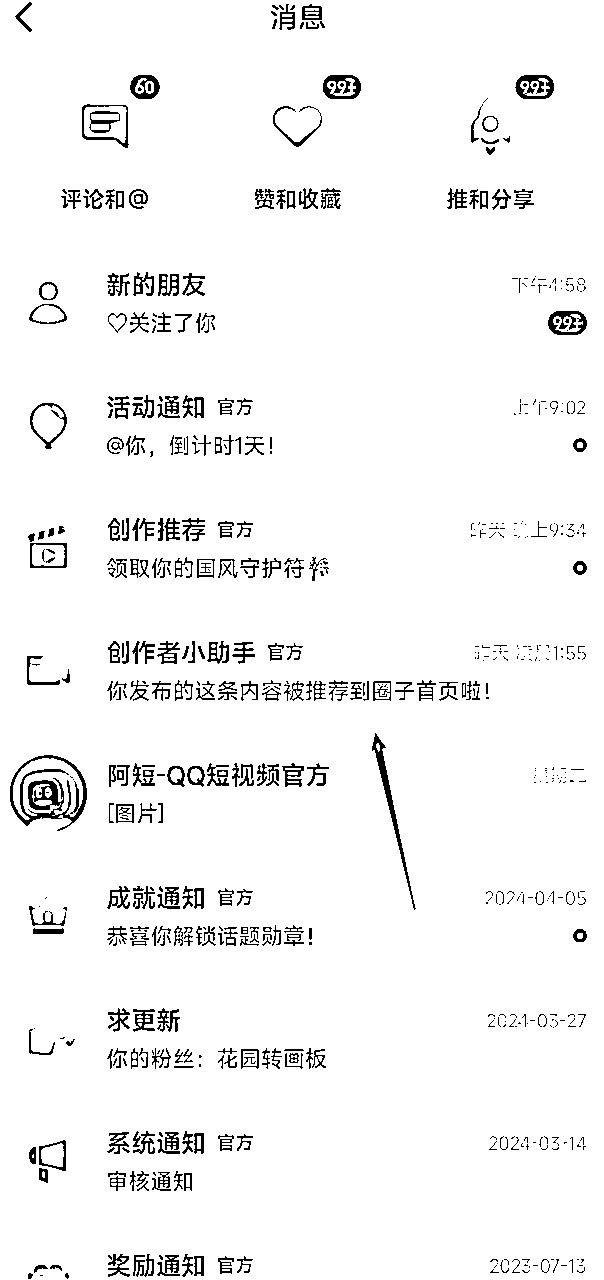 消息
60 99+ 99+
评论和@ 赞和收藏 推和分享
新的朋友 下午4:58
♡关注了你 99+
活动通知 官方 上午9:02
@你，倒计时1天！
创作推荐 官方 昨天 晚上9:34
领取你的国风守护符
创作者小助手 官方 昨天 1:55
你发布的这条内容被推荐到圈子首页啦！
阿短-QQ短视频官方
[图片]
成就通知 官方 2024-04-05
恭喜你解锁话题勋章！
求更新 2024-03-27
你的粉丝：花园转画板
系统通知 官方 2024-03-14
审核通知
奖励通知 官方 2023-07-13